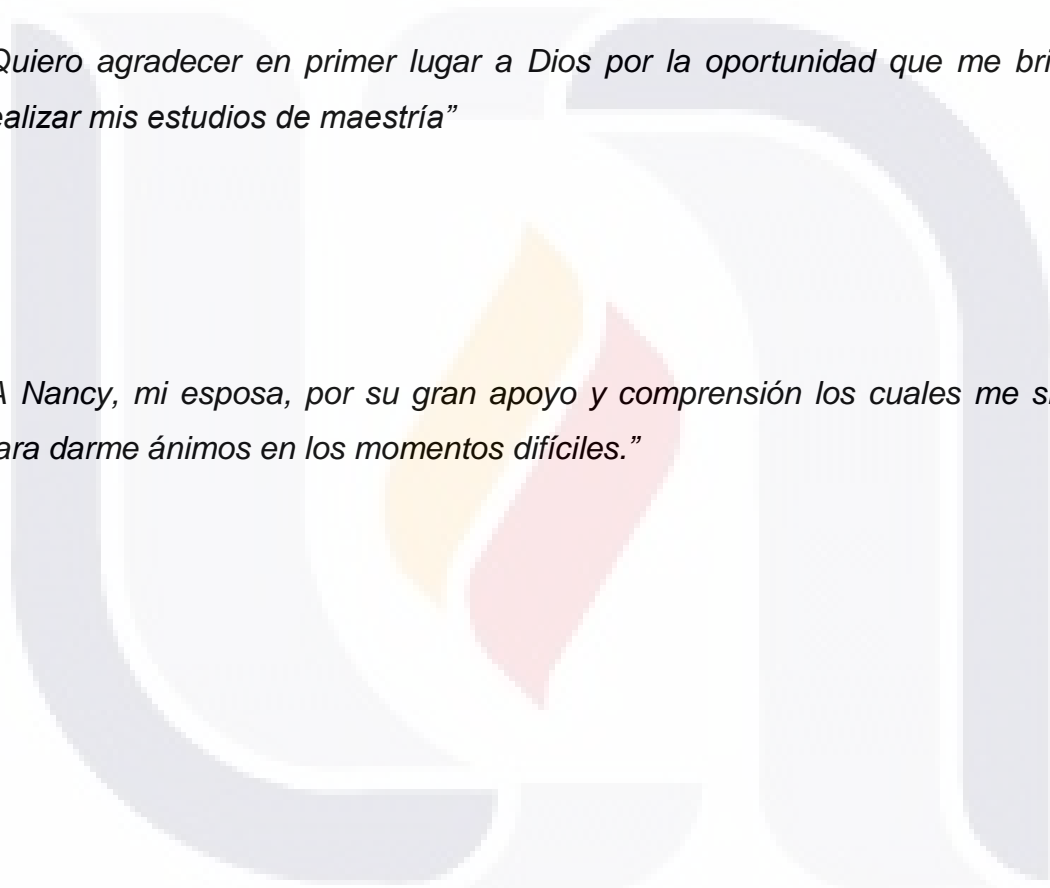 Quiero agradecer en primer lugar a Dios por la oportunidad que me bri
ealizar mis estudios de maestría”
A Nancy, mi esposa, por su gran apoyo y comprensión los cuales me s
ara darme ánimos en los momentos difíciles.”